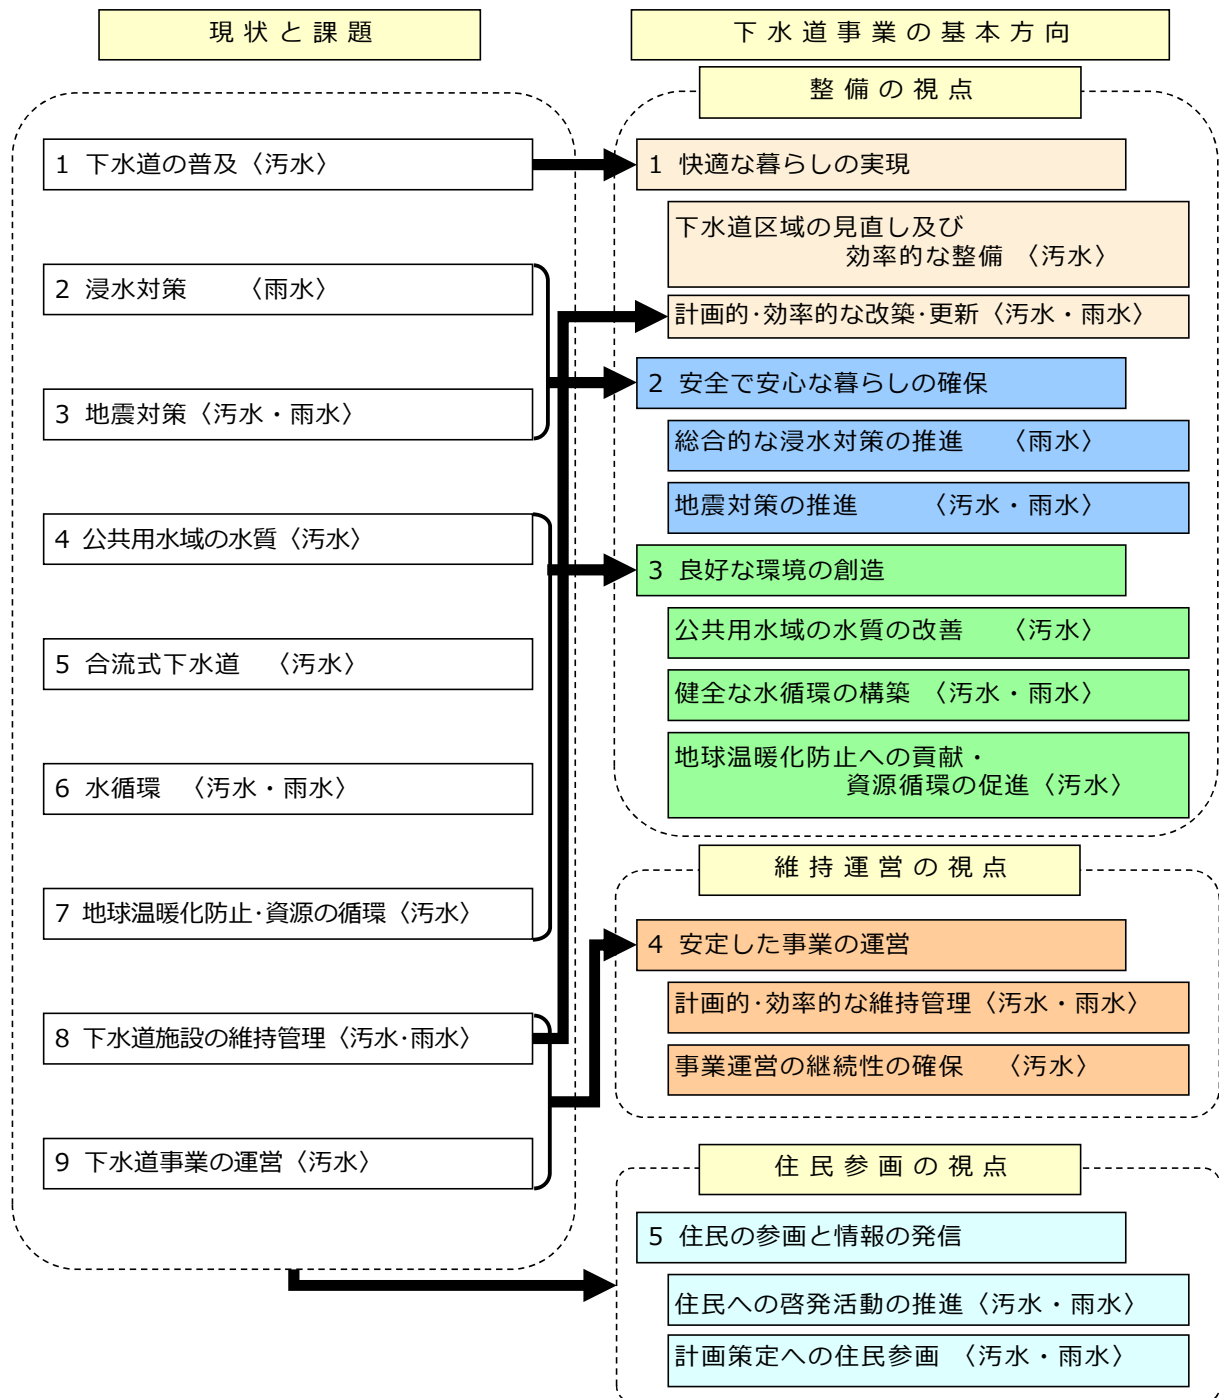 現状と課題
1 下水道の普及〈汚水〉
2 浸水対策 〈雨水〉
3 地震対策〈汚水・雨水〉
4 公共用水域の水質〈汚水〉
5 合流式下水道 〈汚水〉
6 水循環 〈汚水・雨水〉
7 地球温暖化防止･資源の循環〈汚水〉
8 下水道施設の維持管理〈汚水･雨水〉
9 下水道事業の運営〈汚水〉
下水道事業の基本方向
整備の視点
1 快適な暮らしの実現
下水道区域の見直し及び
効率的な整備 〈汚水〉
計画的･効率的な改築･更新〈汚水・雨水〉
2 安全で安心な暮らしの確保
総合的な浸水対策の推進 〈雨水〉
地震対策の推進 〈汚水・雨水〉
3 良好な環境の創造
公共用水域の水質の改善 〈汚水〉
健全な水循環の構築 〈汚水・雨水〉
地球温暖化防止への貢献・
資源循環の促進〈汚水〉
維持運営の視点
4 安定した事業の運営
計画的･効率的な維持管理〈汚水・雨水〉
事業運営の継続性の確保 〈汚水〉
住民参画の視点
5 住民の参画と情報の発信
住民への啓発活動の推進〈汚水・雨水〉
計画策定への住民参画 〈汚水・雨水〉